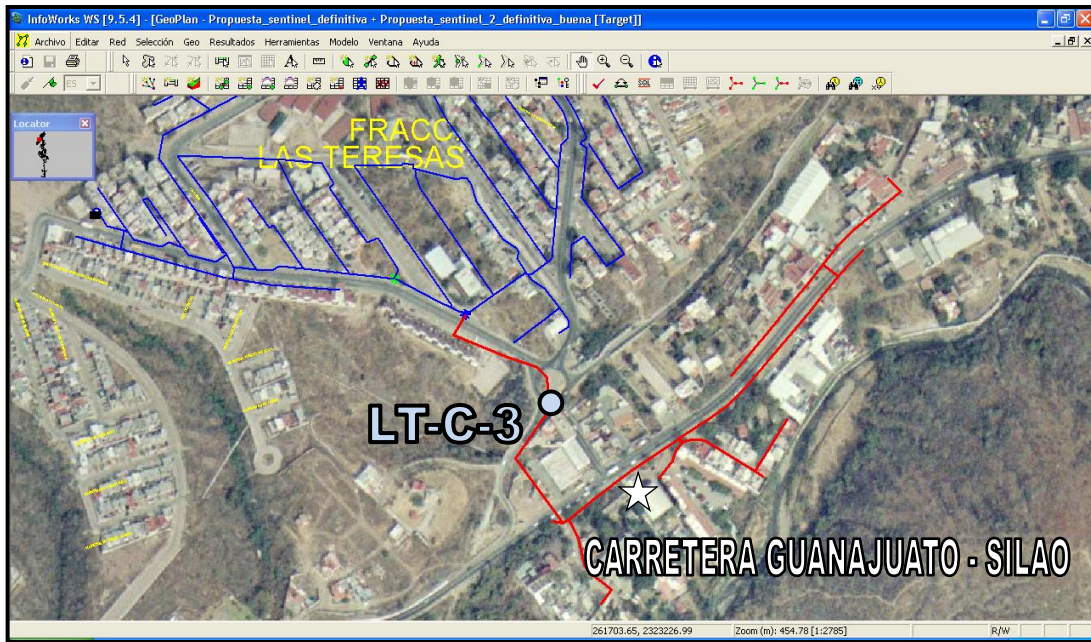 InfoWorks WS [9.5.4] - [GeoPlan - Propuesta_sentinel_definitiva + Propuesta_sentinel_2_definitiva_buena [Target]]
Archivo Editar Red Selección Geo Resultados Herramientas Modelo Ventana Ayuda
ES
Locator
FRACC.
LAS TERESAS
LT-C-3
CARRETERA GUANAJUATO - SILAO
261703.65, 2323226.99 Zoom (m): 454.78 [1:2785] R/W